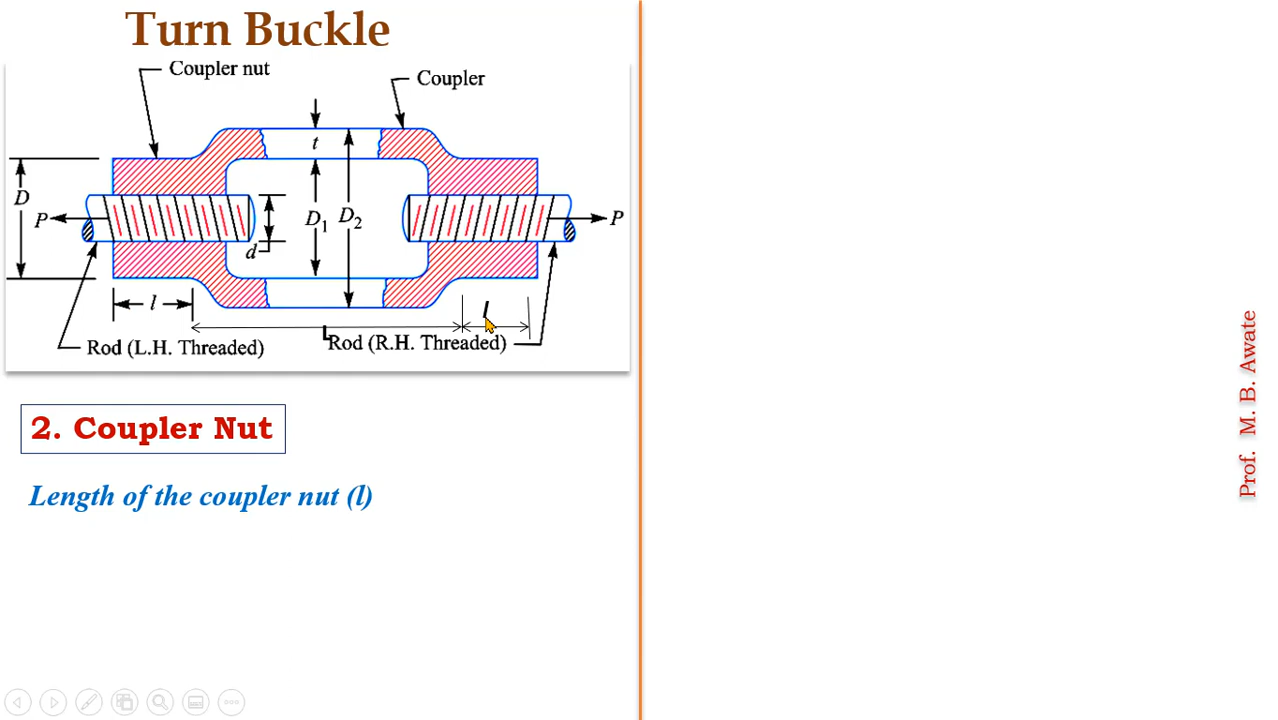 Turn Buckle
Coupler nut
Coupler
t
D
P
D1
D2
P
d
l
l
L
Rod (L.H. Threaded)
Rod (R.H. Threaded)
2. Coupler Nut
Length of the coupler nut (l)
Prof. M. B. Awate